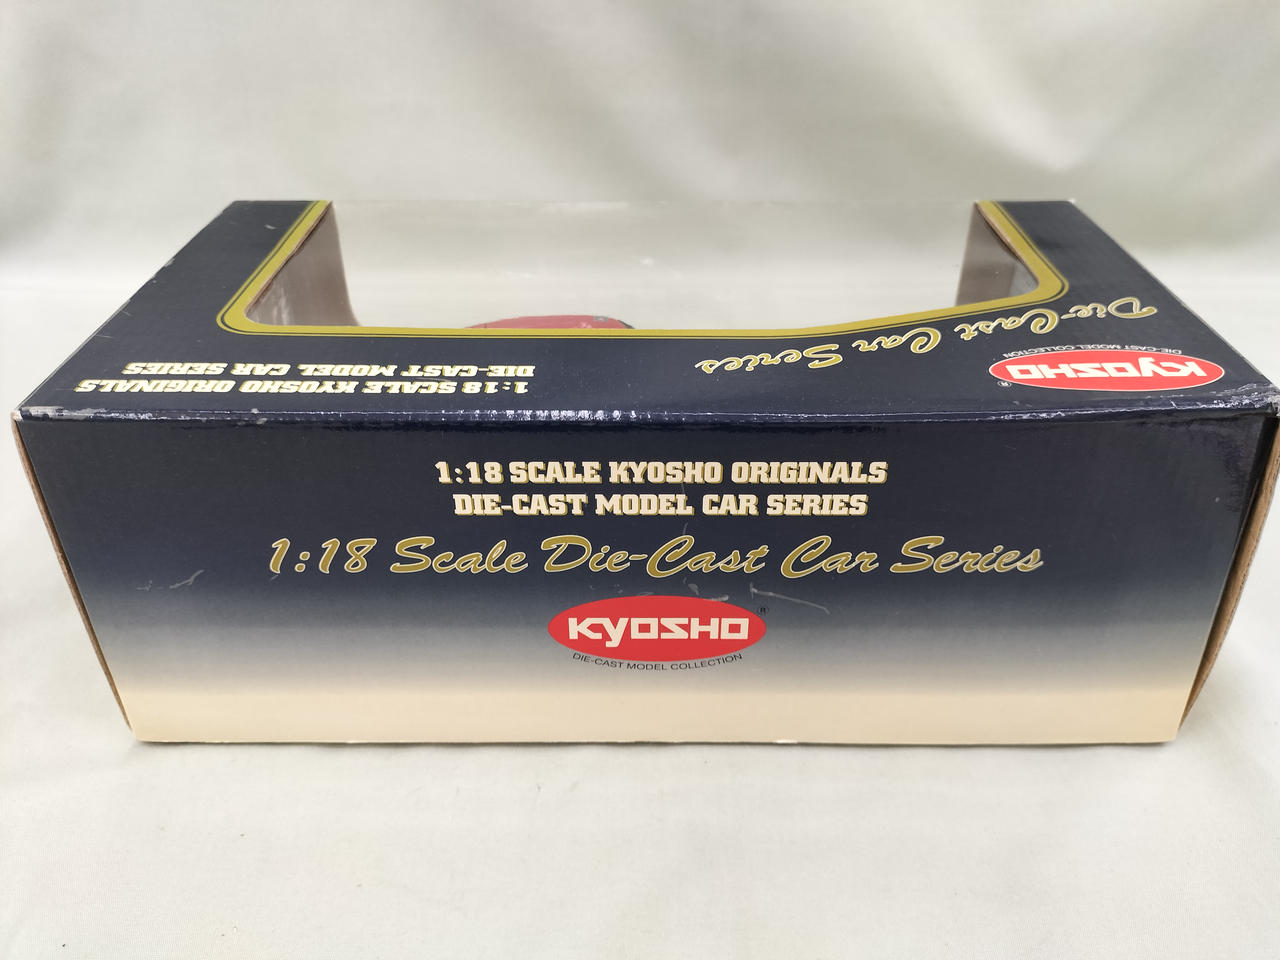 1:18 SCALE KYOSHO ORIGINALS
DIE-CAST MODEL CAR SERIES
Die-Cast Car Series
KYOSHO®
DIE-CAST MODEL COLLECTION
1:18 SCALE KYOSHO ORIGINALS
DIE-CAST MODEL CAR SERIES
1:18 Scale Die-Cast Car Series
KYOSHO®
DIE-CAST MODEL COLLECTION